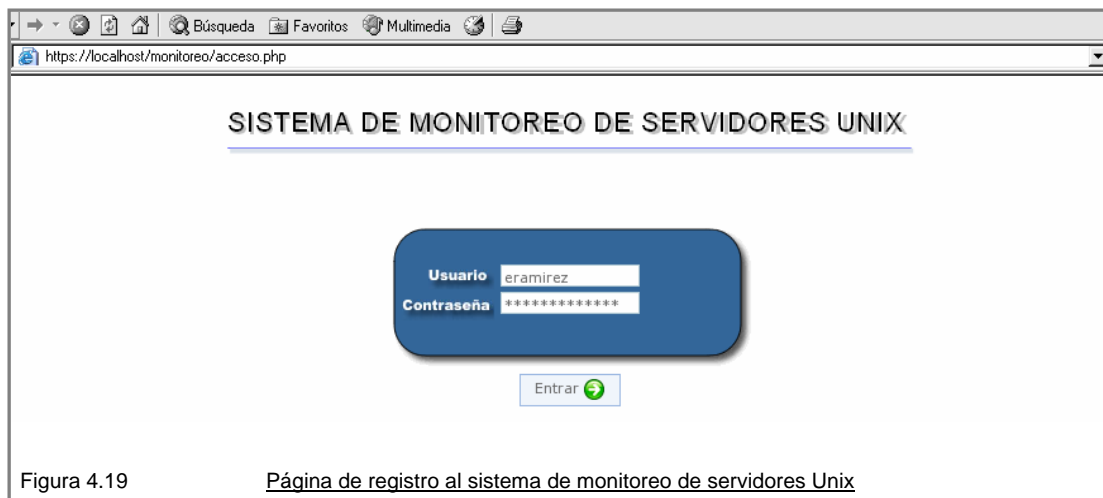 Búsqueda Favoritos Multimedia
https://localhost/monitoreo/acceso.php
SISTEMA DE MONITOREO DE SERVIDORES UNIX
Usuario eramirez
Contraseña *************
Entrar
Figura 4.19 Página de registro al sistema de monitoreo de servidores Unix